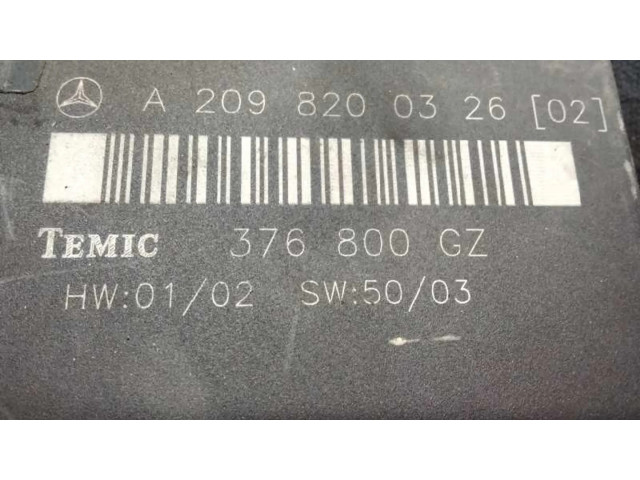 A 209 820 03 26 [02]
TEMIC 376 800 GZ
HW:01/02 SW:50/03